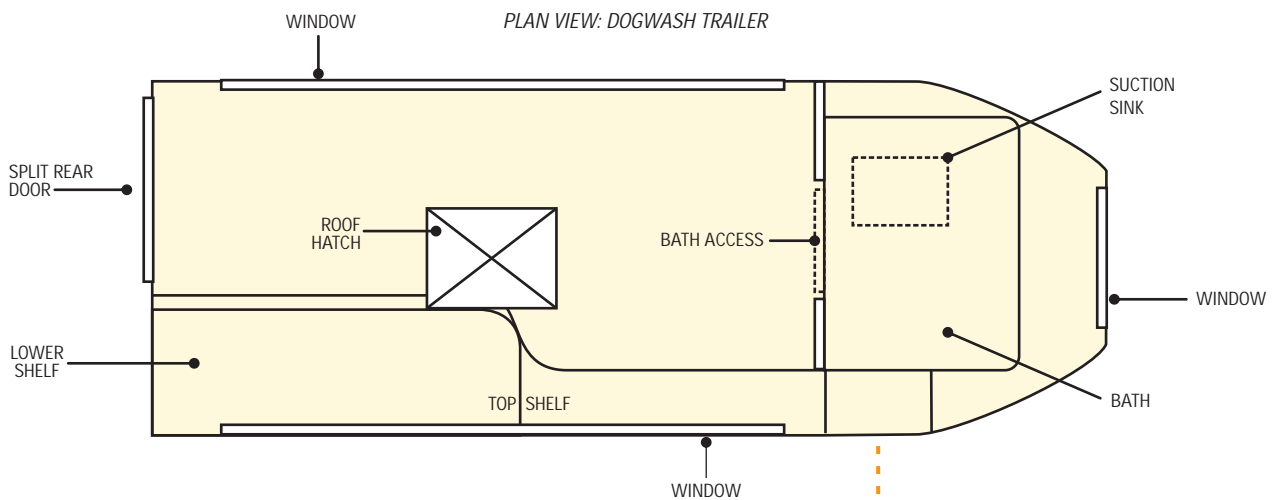 PLAN VIEW: DOGWASH TRAILER
WINDOW
SUCTION
SINK
SPLIT REAR
DOOR
ROOF
HATCH
BATH ACCESS
WINDOW
LOWER
SHELF
TOP SHELF
BATH
WINDOW